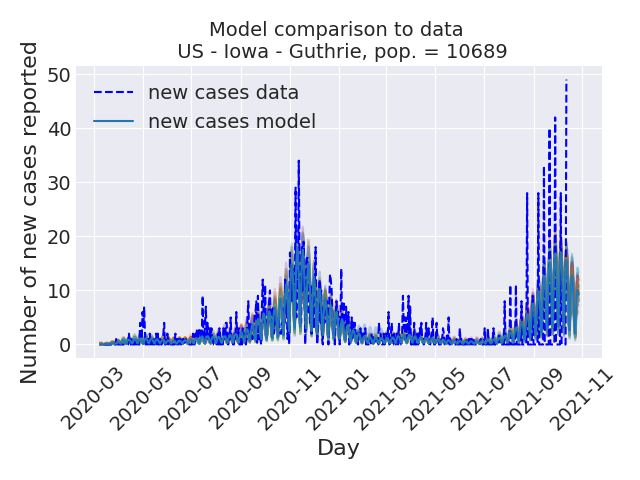 Model comparison to data
US - Iowa - Guthrie, pop. = 10689
Number of new cases reported
50
40
30
20
10
0
new cases data
new cases model
2020-03
2020-05
2020-07
2020-09
2020-11
2021-01
2021-03
2021-05
2021-07
2021-09
2021-11
Day